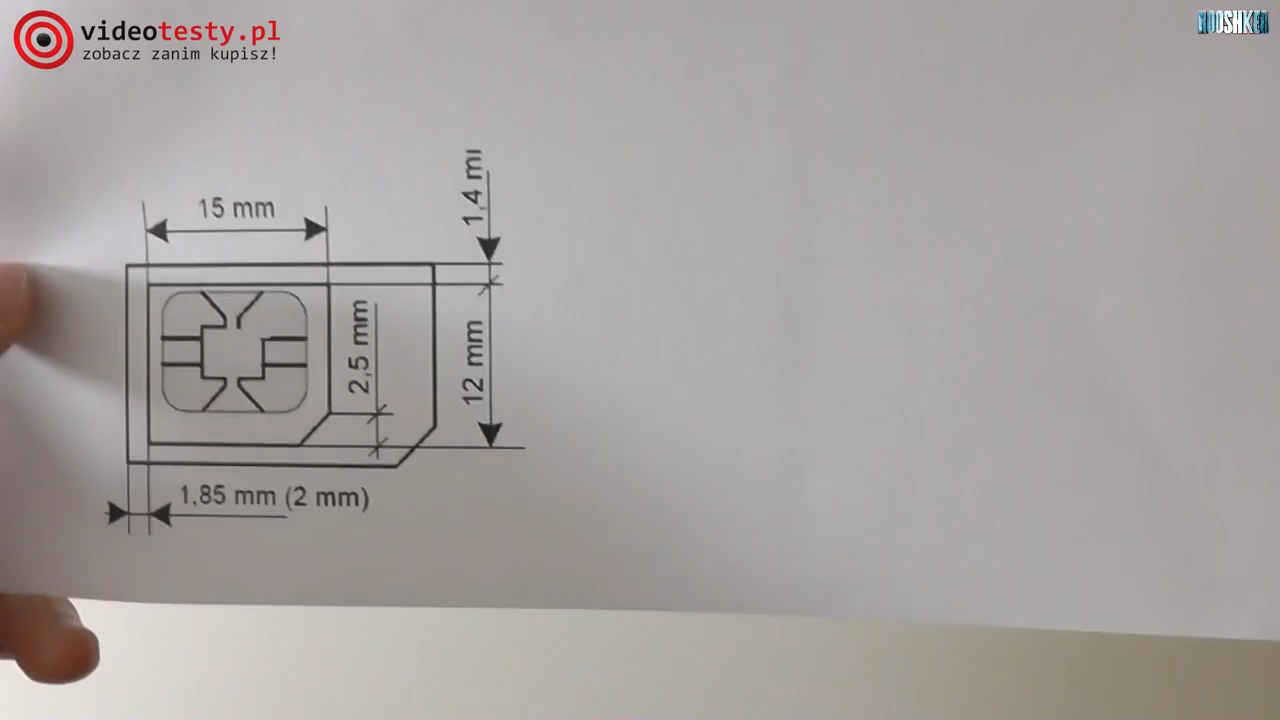 videotesty.pl
zobacz zanim kupisz!
15 mm
1,4 m
2,5 mm
12 mm
1.85 mm (2 mm)